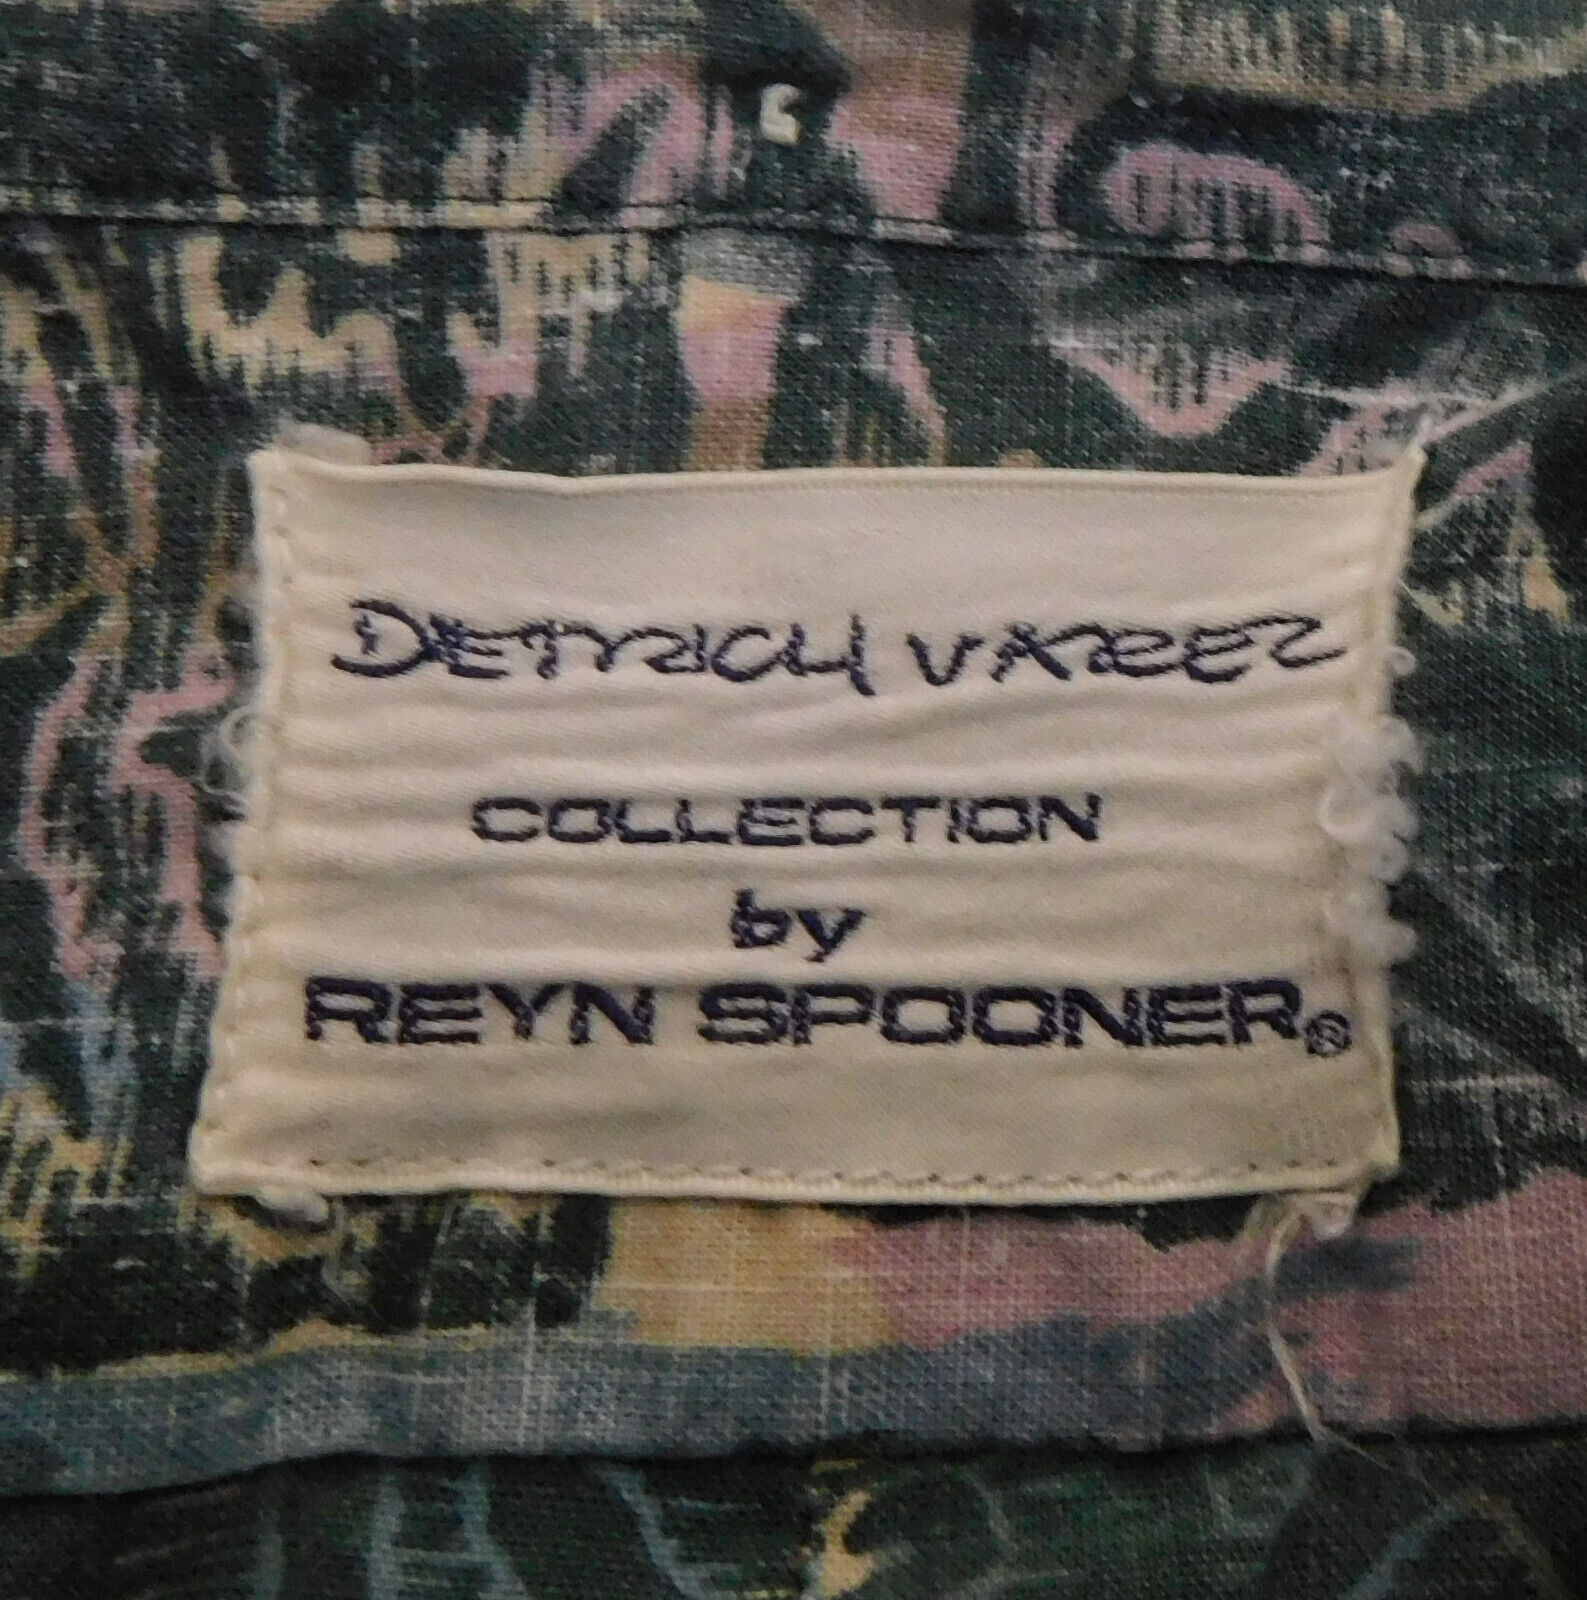 DIETRICH VAREZ
COLLECTION
by
REYN SPOONER®